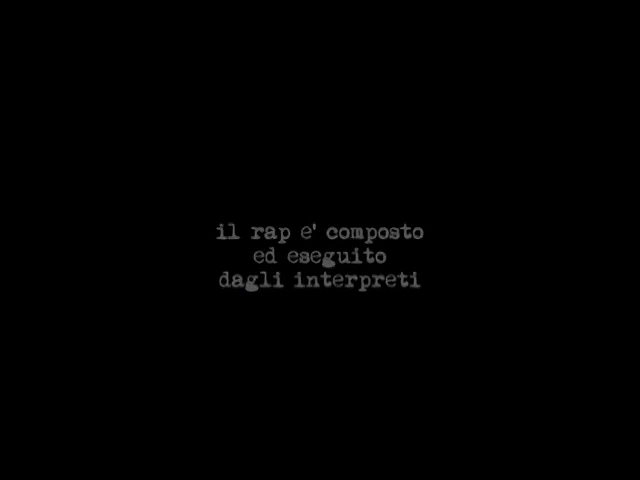 il rap e' composto
ed eseguito
dagli interpreti